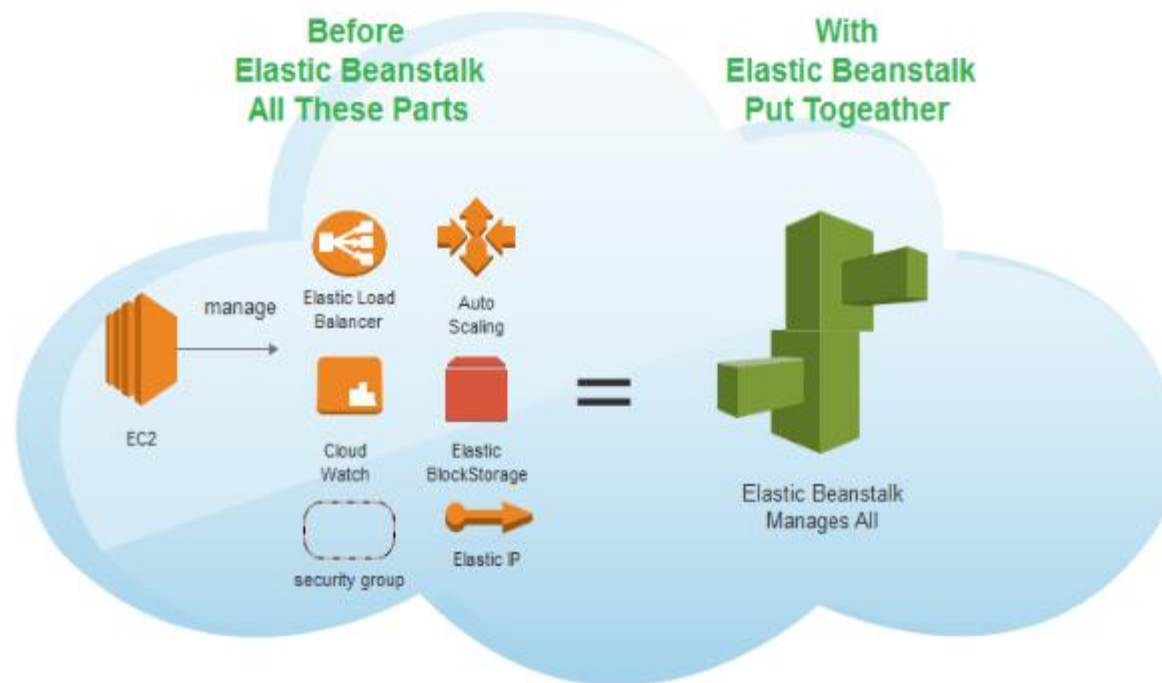 Before
Elastic Beanstalk
All These Parts
With
Elastic Beanstalk
Put Togeather
manage
EC2
Elastic Load
Balancer
Auto
Scaling
Cloud
Watch
Elastic
BlockStorage
security group
Elastic IP
=
Elastic Beanstalk
Manages All